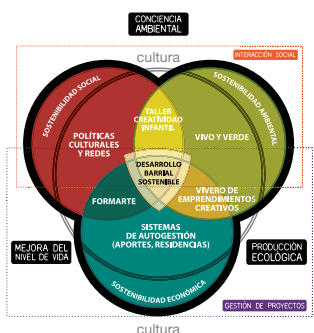 CONCIENCIA
AMBIENTAL
cultura
INTERACCIÓN SOCIAL
SOSTENIBILIDAD SOCIAL
SOSTENIBILIDAD AMBIENTAL
TALLER
CREATIVIDAD
INFANTIL
POLÍTICAS
CULTURALES
Y REDES
VIVO Y VERDE
DESARROLLO
BARRIAL
SOSTENIBLE
FORMARTE
VIVERO DE
EMPRENDIMIENTOS
CREATIVOS
SISTEMAS
DE AUTOGESTIÓN
(APORTES, RESIDENCIAS)
MEJORA DEL
NIVEL DE VIDA
PRODUCCIÓN
ECOLÓGICA
SOSTENIBILIDAD ECONÓMICA
GESTIÓN DE PROYECTOS
cultura